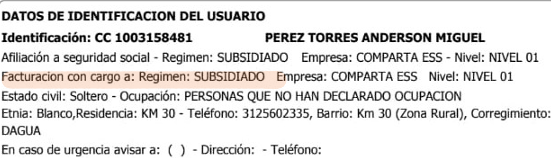 DATOS DE IDENTIFICACION DEL USUARIO
Identificación: CC 1003158481 PEREZ TORRES ANDERSON MIGUEL
Afiliación a seguridad social - Regimen: SUBSIDIADO Empresa: COMPARTA ESS - Nivel: NIVEL 01
Facturacion con cargo a: Regimen: SUBSIDIADO Empresa: COMPARTA ESS Nivel: NIVEL 01
Estado civil: Soltero - Ocupación: PERSONAS QUE NO HAN DECLARADO OCUPACION
Etnia: Blanco,Residencia: KM 30 - Teléfono: 3125602335, Barrio: Km 30 (Zona Rural), Corregimiento:
DAGUA
En caso de urgencia avisar a: ( ) - Dirección: - Teléfono: